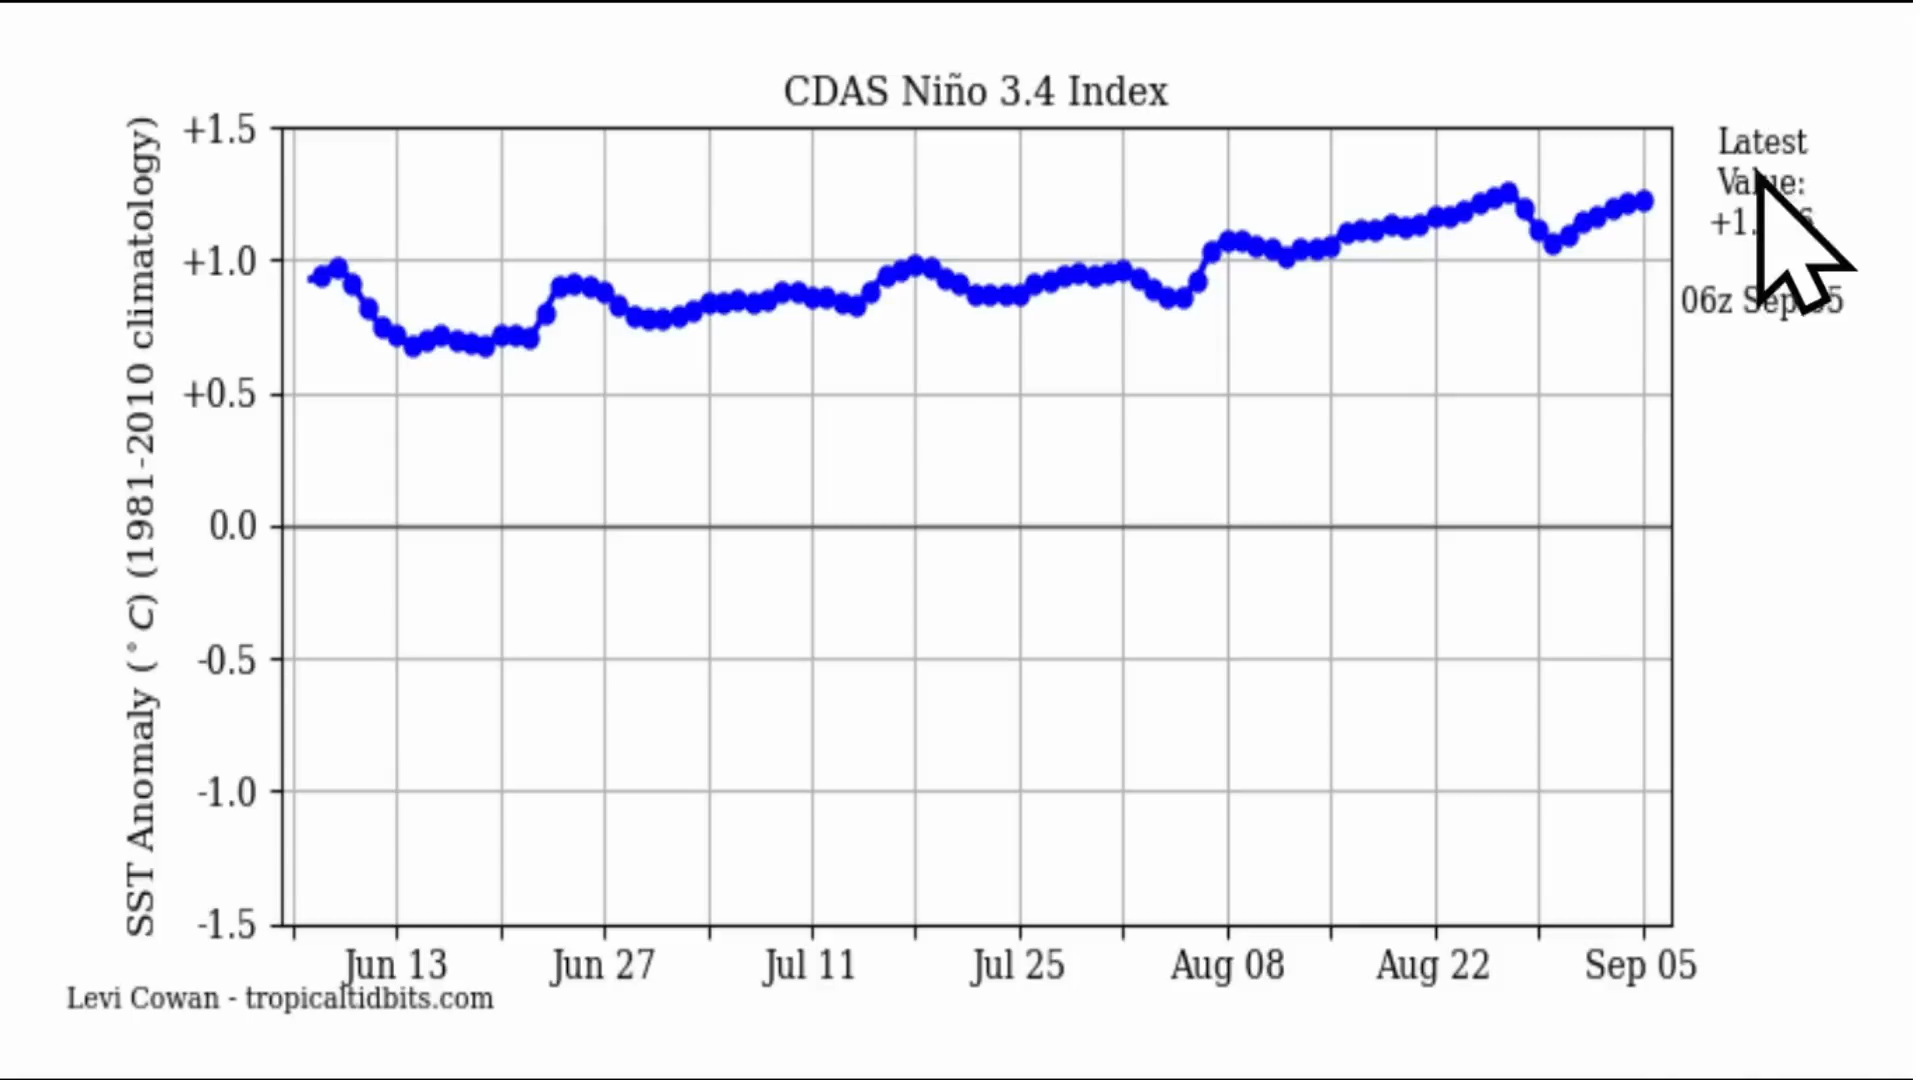 CDAS Niño 3.4 Index
SST Anomaly (°C) (1981-2010 climatology)
+1.5
+1.0
+0.5
0.0
-0.5
-1.0
-1.5
Jun 13 Jun 27 Jul 11 Jul 25 Aug 08 Aug 22 Sep 05
Latest
Value:
06z Sep
Levi Cowan - tropicaltidbits.com